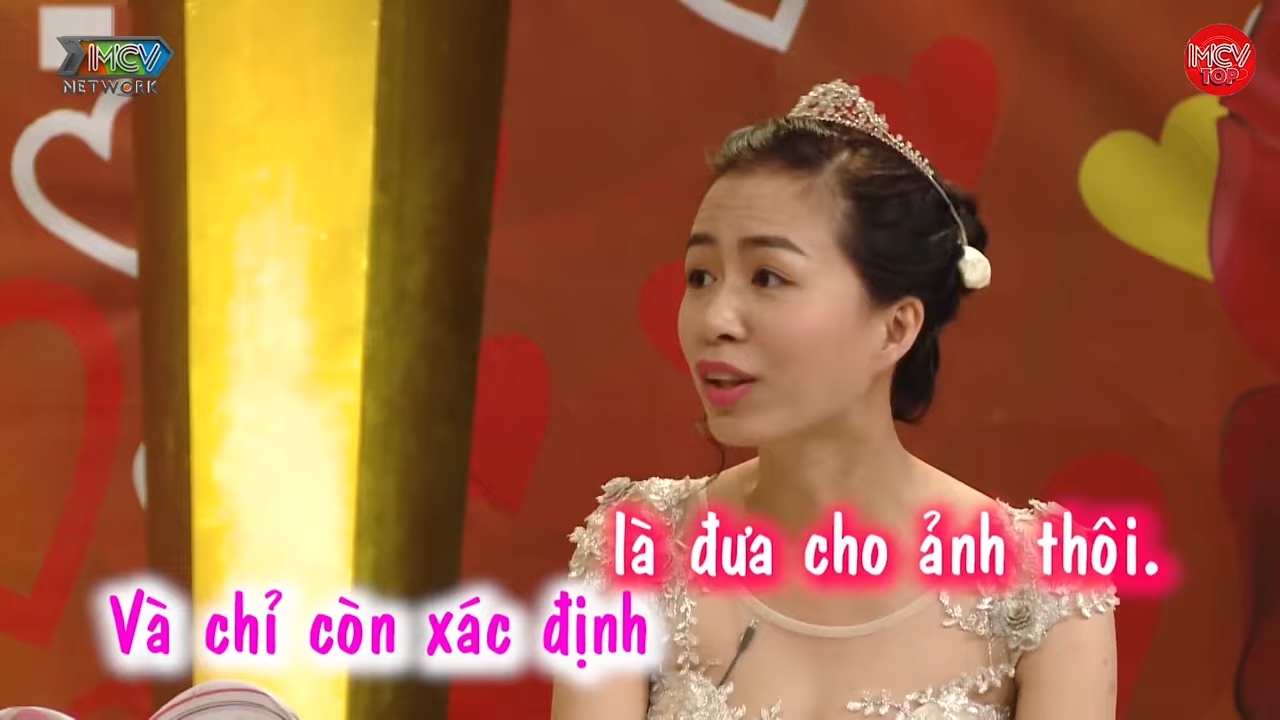 MCV
NETWORK
MCV
TOP
Và chỉ còn xác định
là đưa cho ảnh thôi.